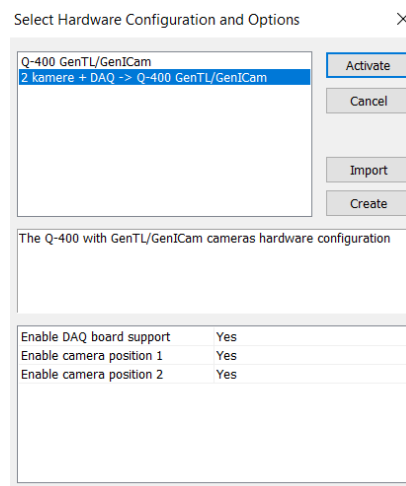 Select Hardware Configuration and Options
Q-400 GenTL/GenICam
2 kamere + DAQ -> Q-400 GenTL/GenICam
Activate
Cancel
Import
Create
The Q-400 with GenTL/GenICam cameras hardware configuration
Enable DAQ board support Yes
Enable camera position 1 Yes
Enable camera position 2 Yes